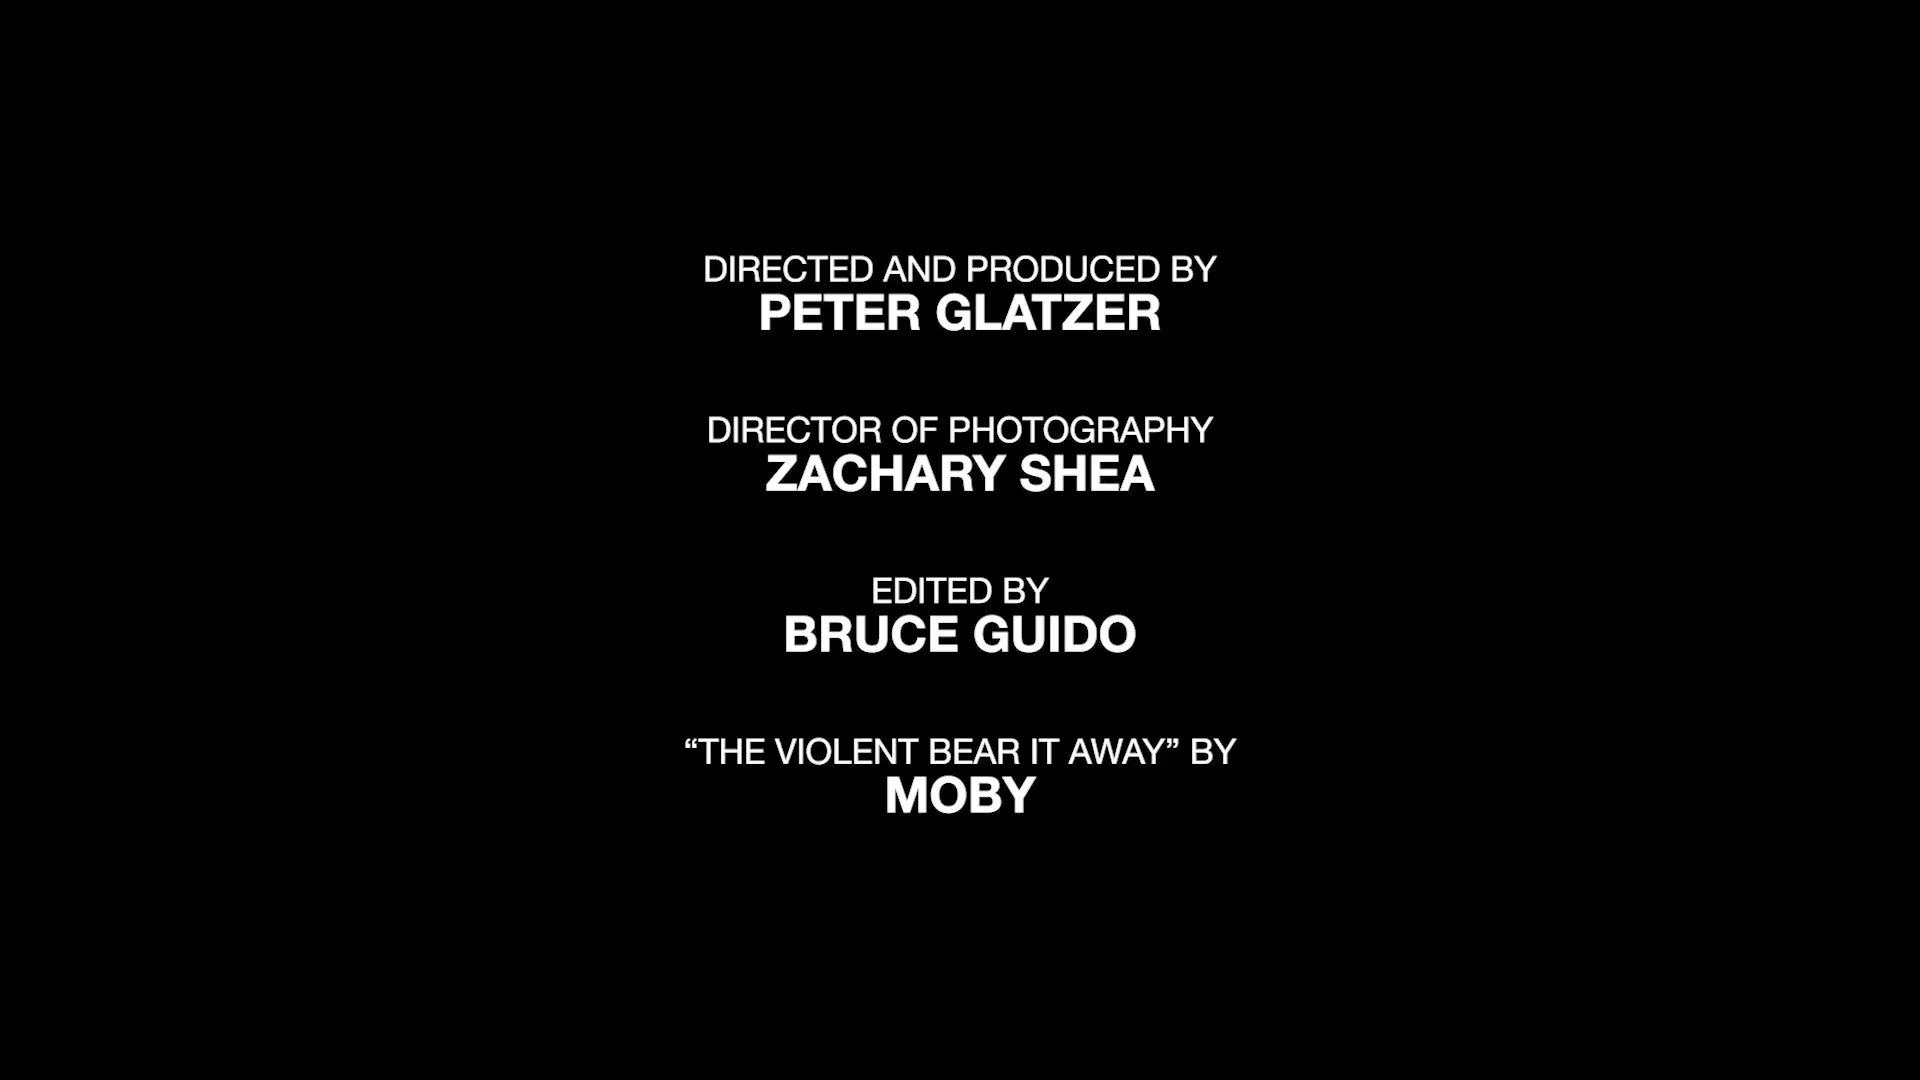 DIRECTED AND PRODUCED BY
PETER GLATZER
DIRECTOR OF PHOTOGRAPHY
ZACHARY SHEA
EDITED BY
BRUCE GUIDO
“THE VIOLENT BEAR IT AWAY” BY
MOBY